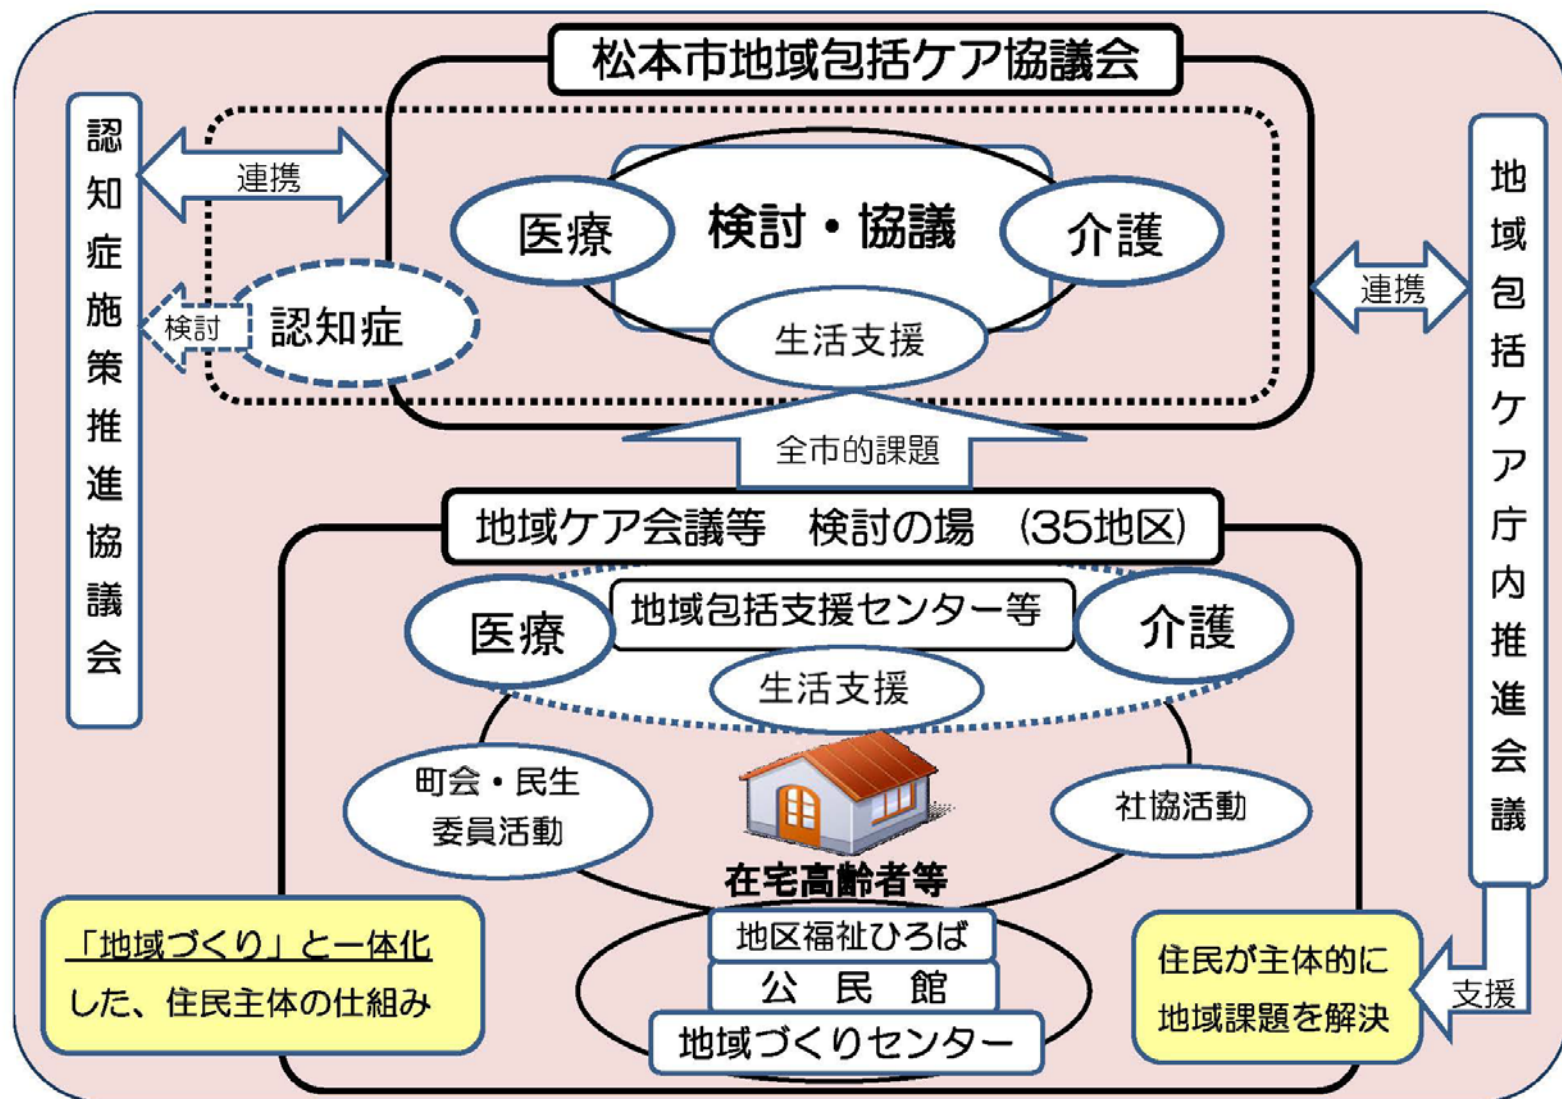 松本市地域包括ケア協議会
認知症施策推進協議会
連携
医療
検討・協議
介護
地域包括ケア庁内推進会議
連携
検討
認知症
生活支援
全市的課題
地域ケア会議等　検討の場　(35地区)
医療
地域包括支援センター等
介護
生活支援
町会・民生
委員活動
社協活動
在宅高齢者等
「地域づくり」と一体化
した、住民主体の仕組み
地区福祉ひろば
公　民　館
地域づくりセンター
住民が主体的に
地域課題を解決
支援